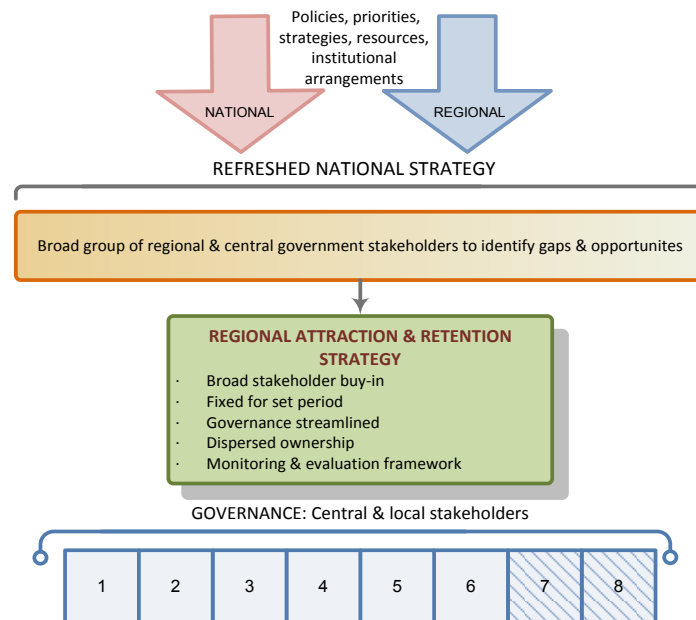 Policies, priorities,
strategies, resources,
institutional
arrangements
NATIONAL
REGIONAL
REFRESHED NATIONAL STRATEGY
Broad group of regional & central government stakeholders to identify gaps & opportunites
REGIONAL ATTRACTION & RETENTION
STRATEGY
· Broad stakeholder buy-in
· Fixed for set period
· Governance streamlined
· Dispersed ownership
· Monitoring & evaluation framework
GOVERNANCE: Central & local stakeholders
1 2 3 4 5 6 7 8